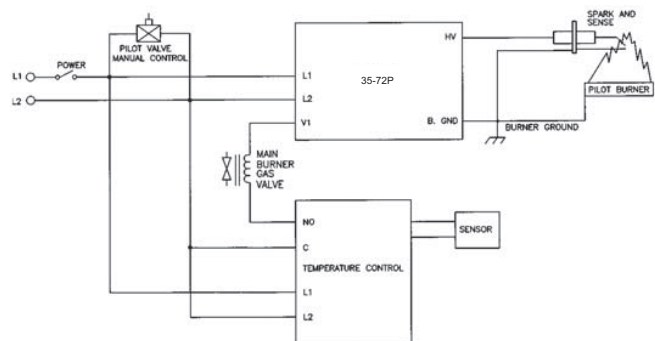 PILOT VALVE
MANUAL CONTROL
POWER
L1
L2
L1
L2
V1
35-72P
HV
B. GND
SPARK AND
SENSE
PILOT BURNER
BURNER GROUND
MAIN
BURNER
GAS
VALVE
NO
C
TEMPERATURE CONTROL
L1
L2
SENSOR